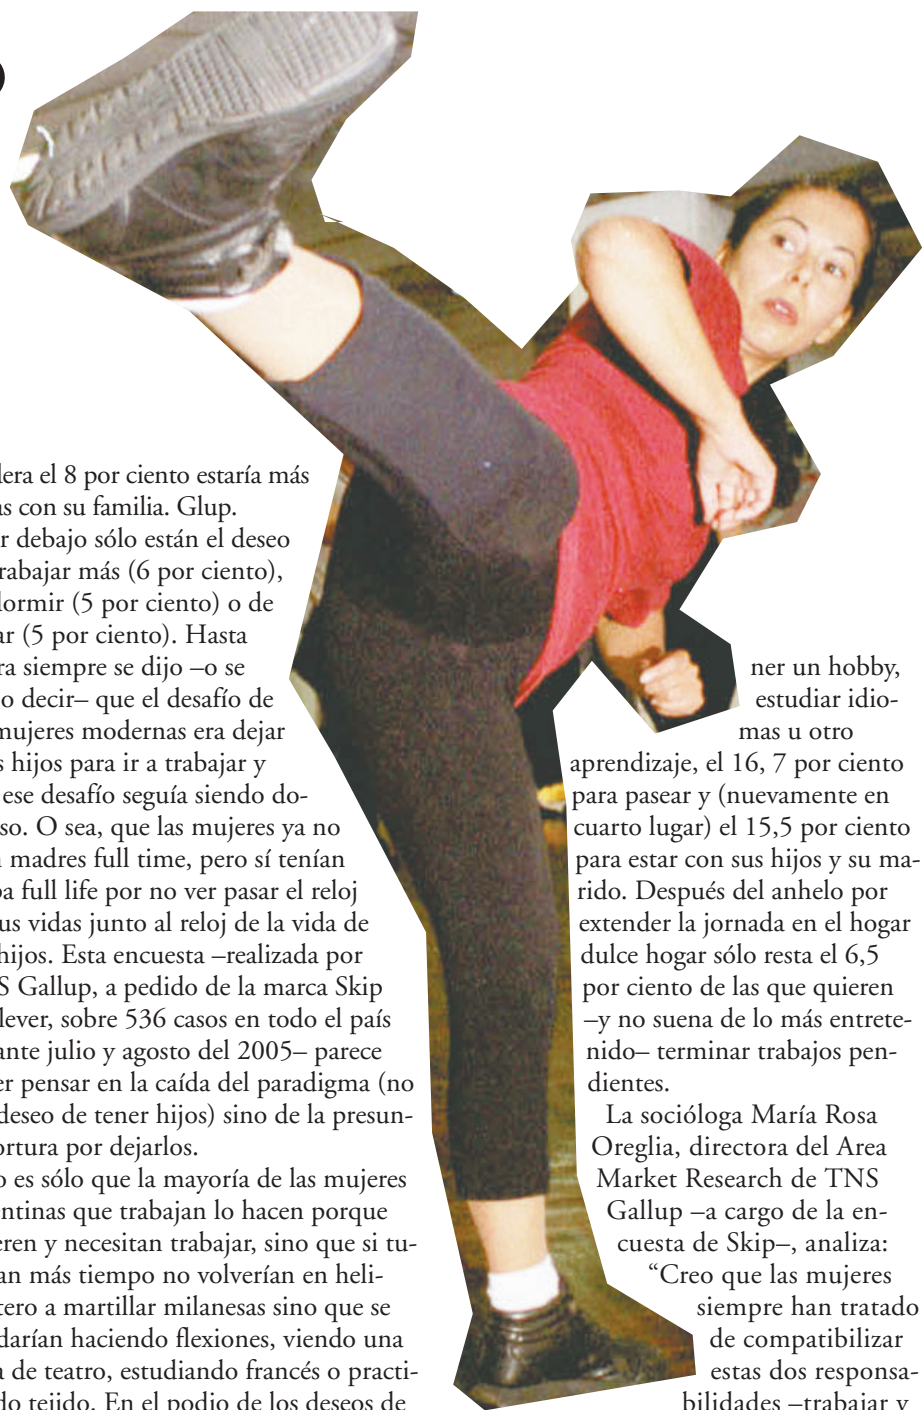 lera el 8 por ciento estaría más
as con su familia. Glup.
r debajo sólo están el deseo
rabajar más (6 por ciento),
dormir (5 por ciento) o de
ar (5 por ciento). Hasta
ra siempre se dijo –o se
o decir– que el desafío de
mujeres modernas era dejar
s hijos para ir a trabajar y
ese desafío seguía siendo do-
so. O sea, que las mujeres ya no
n madres full time, pero sí tenían
pa full life por no ver pasar el reloj
sus vidas junto al reloj de la vida de
hijos. Esta encuesta –realizada por
S Gallup, a pedido de la marca Skip
lever, sobre 536 casos en todo el país
ante julio y agosto del 2005– parece
er pensar en la caída del paradigma (no
deseo de tener hijos) sino de la presun-
ortura por dejarlos.
o es sólo que la mayoría de las mujeres
entinas que trabajan lo hacen porque
eren y necesitan trabajar, sino que si tu-
an más tiempo no volverían en heli-
tero a martillar milanesas sino que se
darían haciendo flexiones, viendo una
a de teatro, estudiando francés o practi-
do tejido. En el podio de los deseos de
ner un hobby,
estudiar idio-
mas u otro
aprendizaje, el 16, 7 por ciento
para pasear y (nuevamente en
cuarto lugar) el 15,5 por ciento
para estar con sus hijos y su ma-
rido. Después del anhelo por
extender la jornada en el hogar
dulce hogar sólo resta el 6,5
por ciento de las que quieren
–y no suena de lo más entrete-
nido– terminar trabajos pen-
dientes.
La socióloga María Rosa
Oreglia, directora del Area
Market Research de TNS
Gallup –a cargo de la en-
cuesta de Skip–, analiza:
“Creo que las mujeres
siempre han tratado
de compatibilizar
estas dos responsa-
bilidades –trabajar y